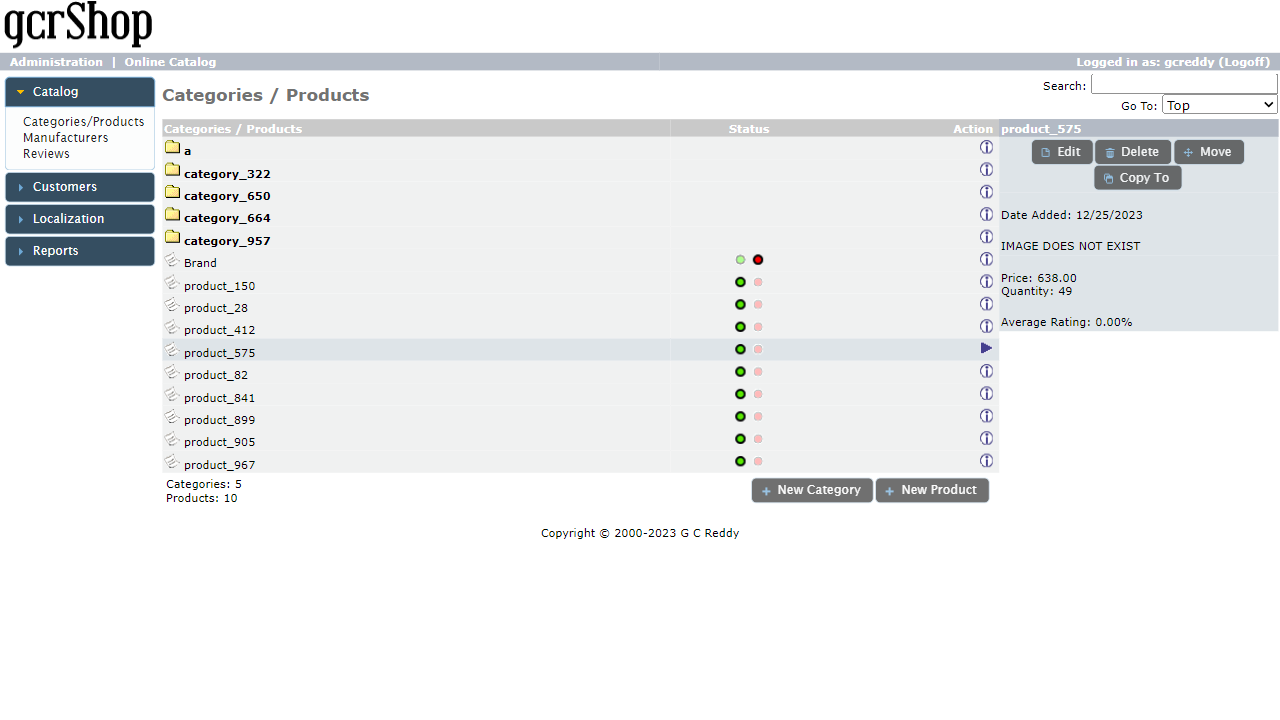 gcrShop
Administration | Online Catalog
Logged in as: gcreddy (Logoff)
Catalog
Categories/Products
Manufacturers
Reviews
Customers
Localization
Reports
Categories / Products
Search:
Go To: Top
Categories / Products Status Action
a
category_322
category_650
category_664
category_957
Brand
product_150
product_28
product_412
product_575
product_82
product_841
product_899
product_905
product_967
Categories: 5
Products: 10
New Category New Product
product_575
Edit Delete Move
Copy To
Date Added: 12/25/2023
IMAGE DOES NOT EXIST
Price: 638.00
Quantity: 49
Average Rating: 0.00%
Copyright © 2000-2023 G C Reddy